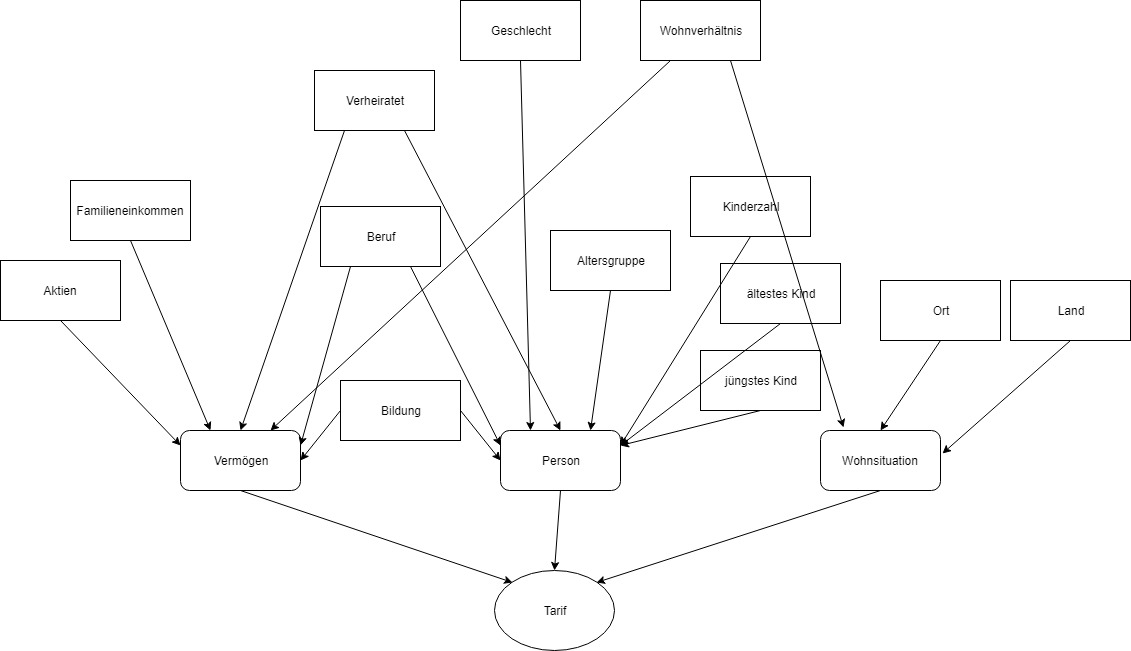 Geschlecht
Wohnverhältnis
Verheiratet
Familieneinkommen
Beruf
Kinderzahl
Altersgruppe
Aktien
ältestes Kind
Ort
Land
jüngstes Kind
Bildung
Vermögen
Person
Wohnsituation
Tarif